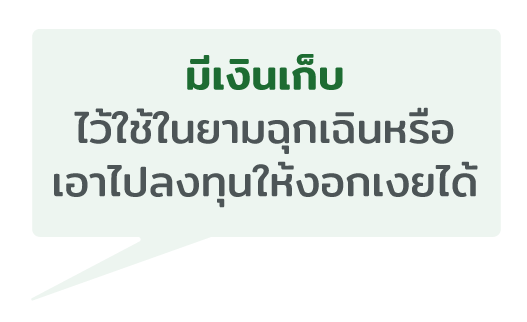 มีเงินเก็บ
ไว้ใช้ในยามฉุกเฉินหรือ
เอาไปลงทุนให้งอกเงยได้